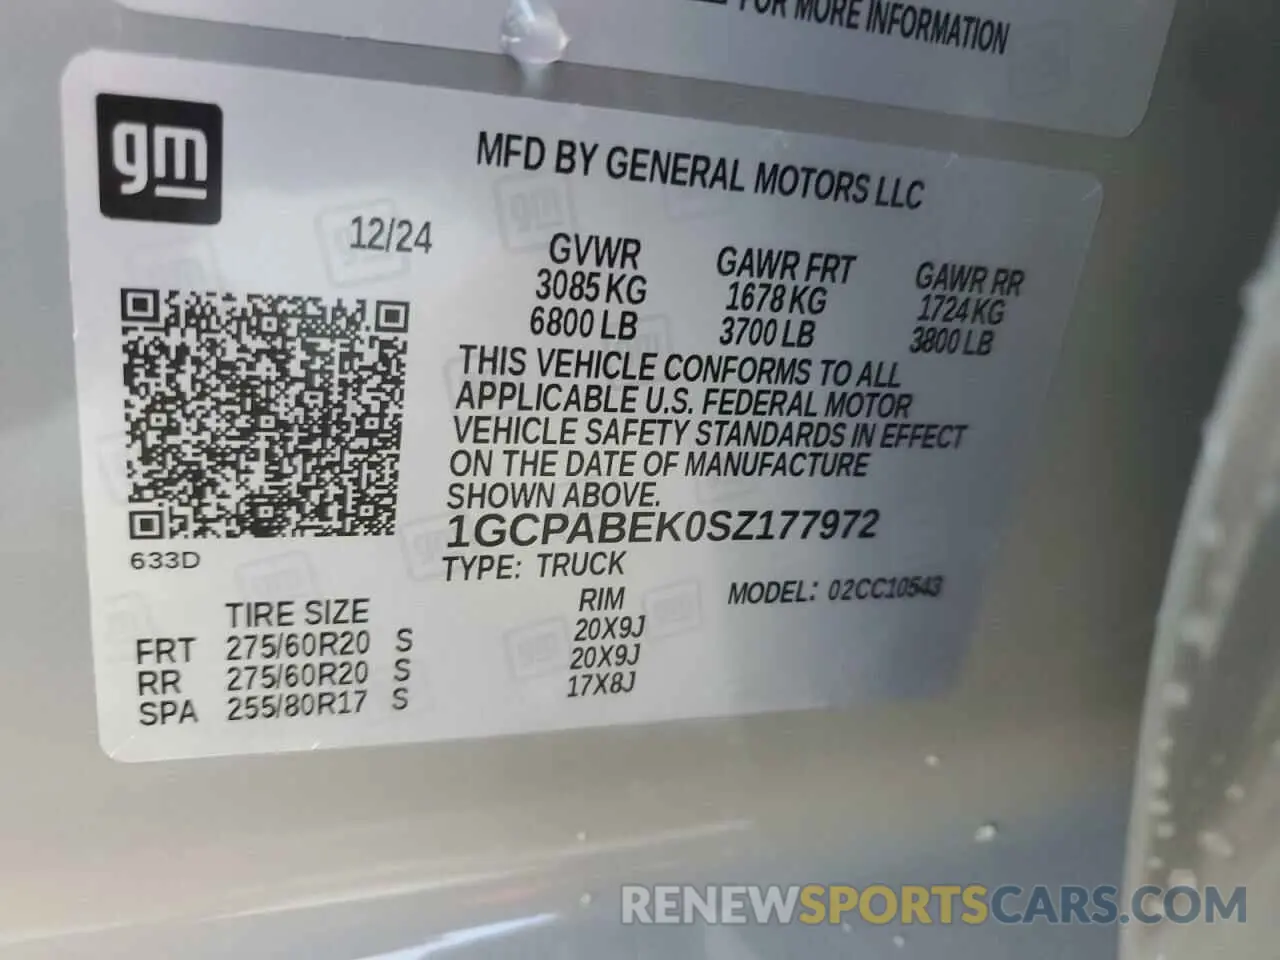 FOR MORE INFORMATION
gm
MFD BY GENERAL MOTORS LLC
12/24
GVWR GAWR FRT GAWR RR
3085 KG 1678 KG 1724 KG
6800 LB 3700 LB 3800 LB
THIS VEHICLE CONFORMS TO ALL
APPLICABLE U.S. FEDERAL MOTOR
VEHICLE SAFETY STANDARDS IN EFFECT
ON THE DATE OF MANUFACTURE
SHOWN ABOVE.
1GCPABEK0SZ177972
633D
TYPE: TRUCK
MODEL: 02CC10543
TIRE SIZE RIM
FRT 275/60R20 S 20X9J
RR 275/60R20 S 20X9J
SPA 255/80R17 S 17X8J
RENEWSPORTSCARS.COM